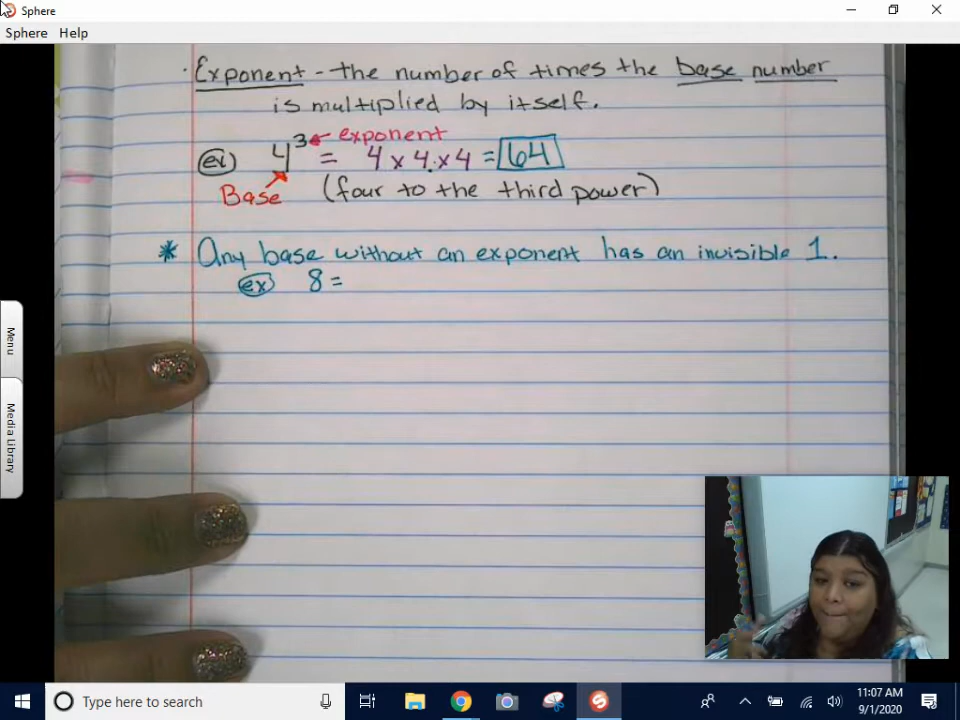 Sphere
Sphere Help
· Exponent - the number of times the base number
is multiplied by itself.
ex 4³ = 4 x 4 x 4 = 64
exponent
Base (four to the third power)
* Any base without an exponent has an invisible 1.
ex 8 =
Menu
Media Library
Type here to search
11:07 AM
9/1/2020